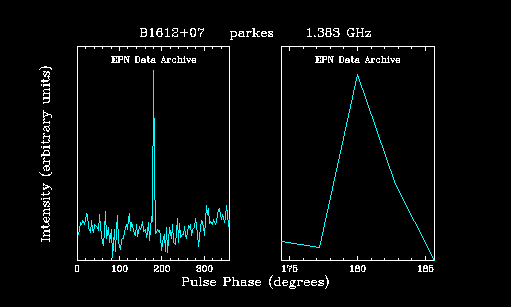 B1612+07 parkes 1.383 GHz
EPN Data Archive EPN Data Archive
Intensity (arbitrary units)
0 100 200 300 175 180 185
Pulse Phase (degrees)